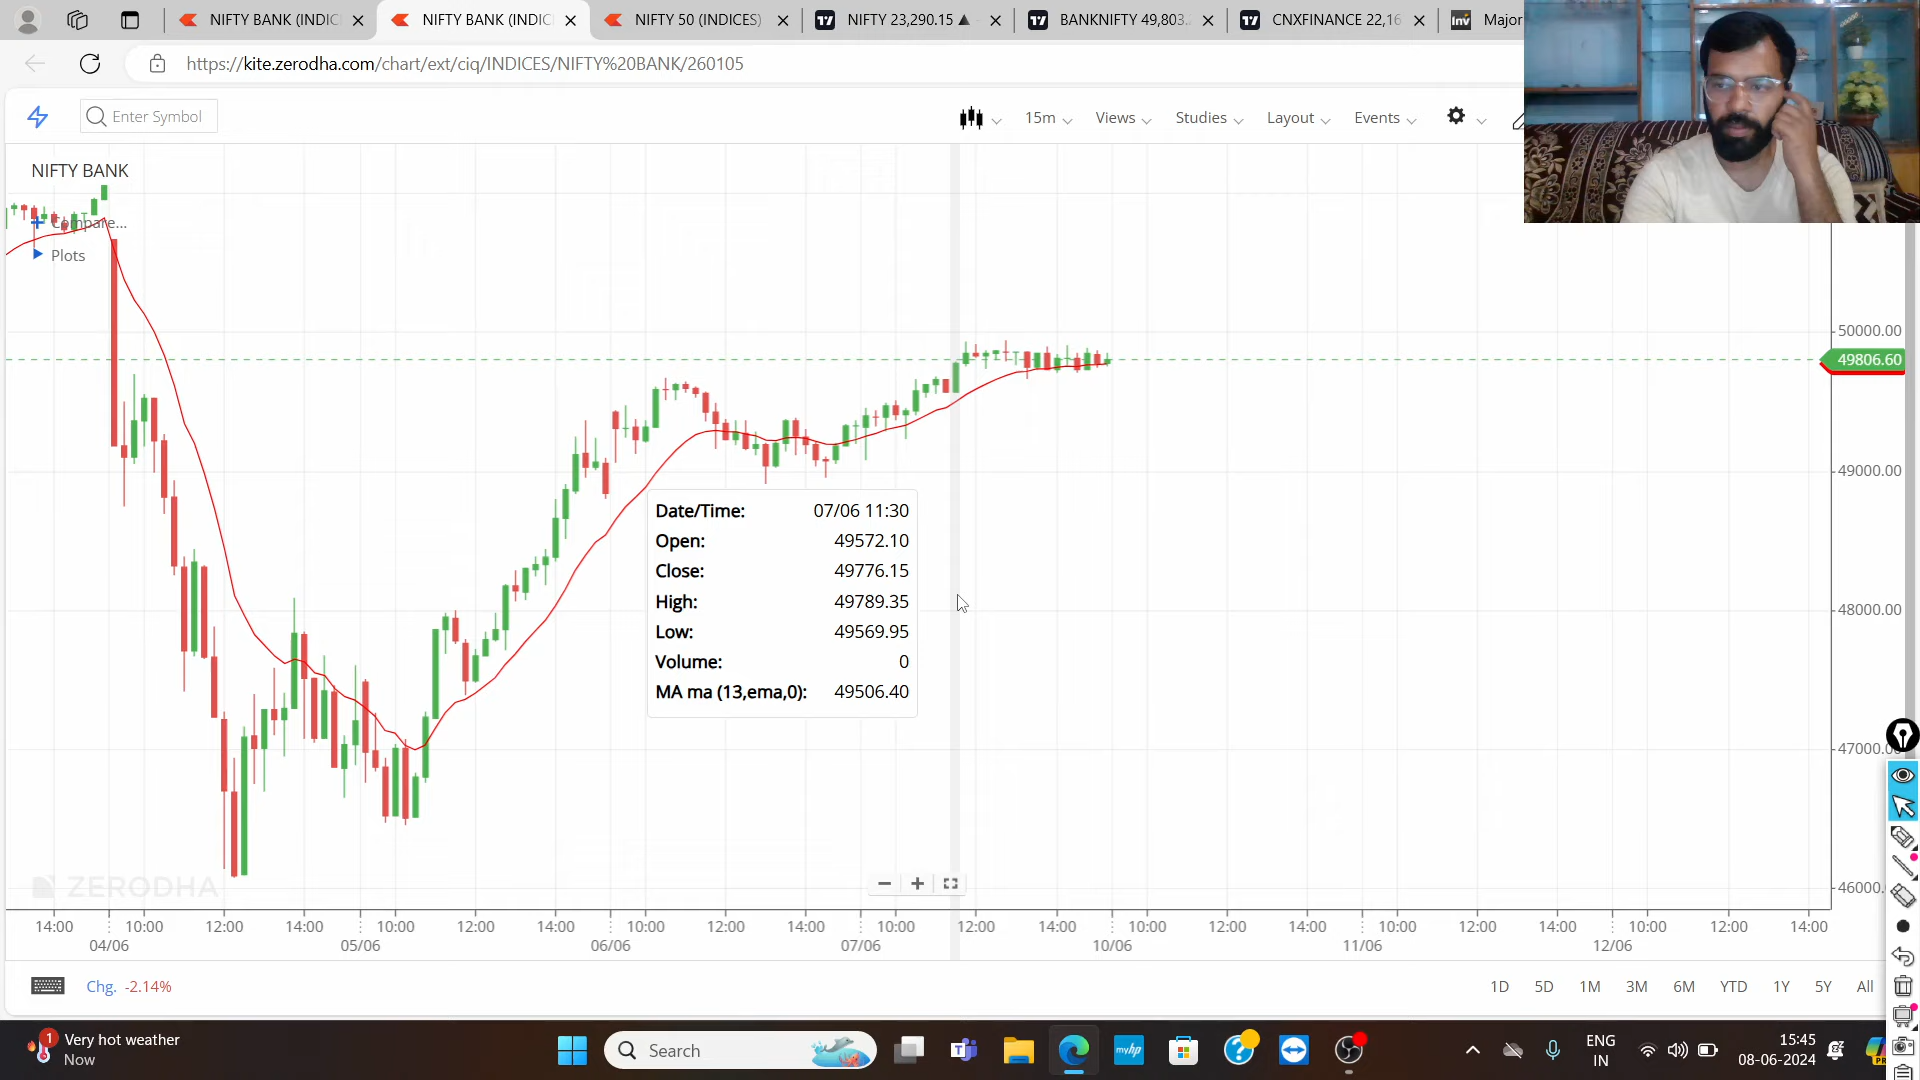 NIFTY BANK (INDIC
NIFTY BANK (INDIC
NIFTY 50 (INDICES)
NIFTY 23,290.15 ▲
BANKNIFTY 49,803.
CNXFINANCE 22,16
Inv Major
https://kite.zerodha.com/chart/ext/ciq/INDICES/NIFTY%20BANK/260105
Enter Symbol
15m
Views
Studies
Layout
Events
NIFTY BANK
+ Compare...
Plots
50000.00
49806.60
49000.00
48000.00
47000.00
46000.
Date/Time: 07/06 11:30
Open: 49572.10
Close: 49776.15
High: 49789.35
Low: 49569.95
Volume: 0
MA ma (13,ema,0): 49506.40
ZERODHA
14:00 10:00 12:00 14:00 10:00 12:00 14:00 10:00 12:00 14:00 10:00 12:00 14:00 10:00 12:00 14:00 10:00 12:00 14:00 10:00 12:00 14:00
04/06 05/06 06/06 07/06 10/06 11/06 12/06
Chg. -2.14%
1D 5D 1M 3M 6M YTD 1Y 5Y All
1
Very hot weather
Now
Search
myhp
ENG
IN
15:45
08-06-2024